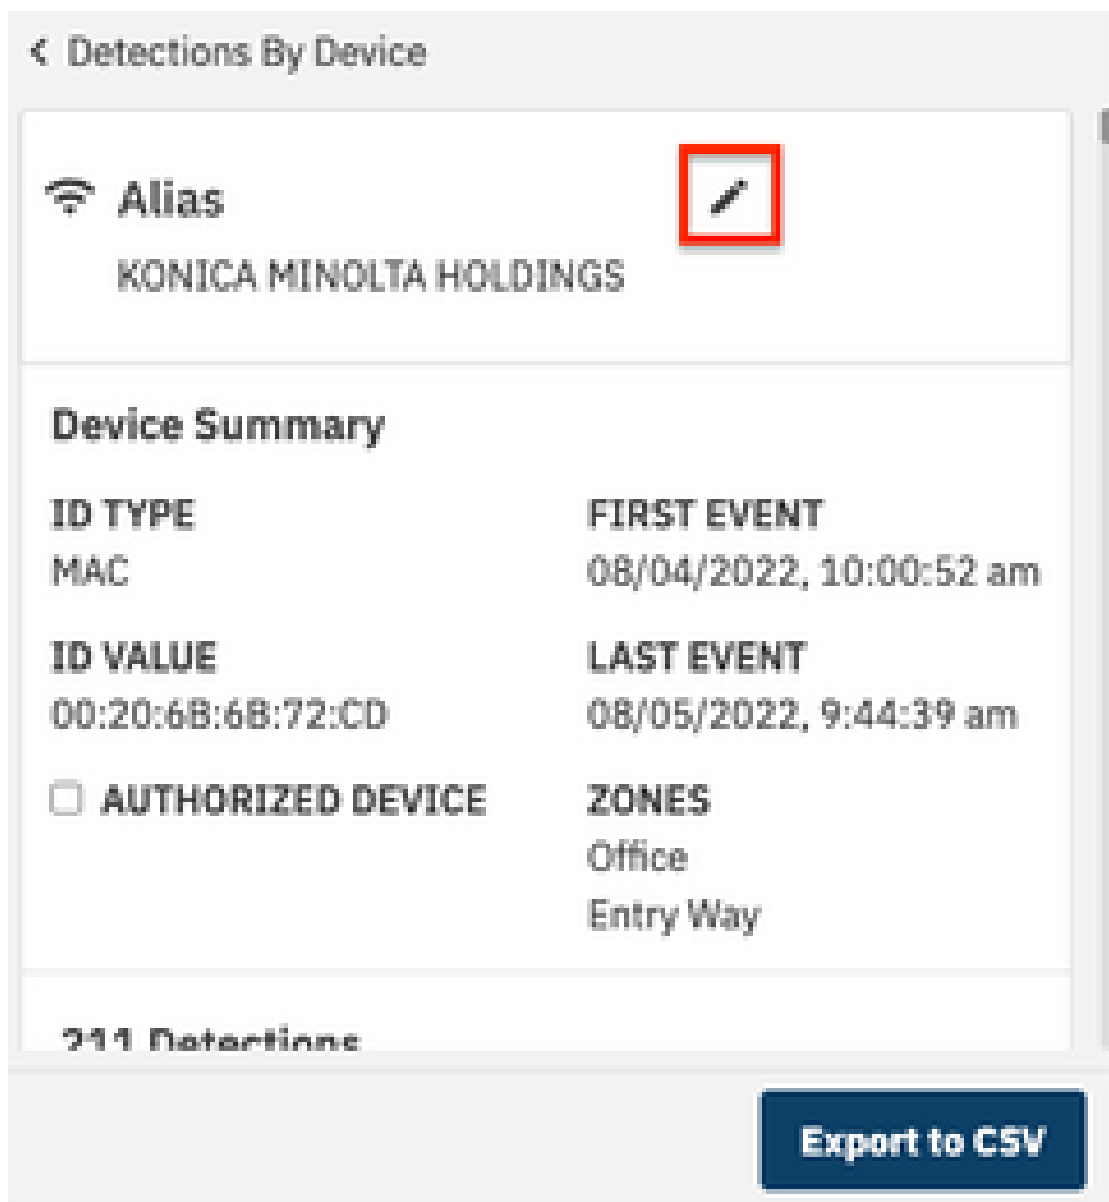 Detections By Device
Alias
KONICA MINOLTA HOLDINGS
Device Summary
ID TYPE
MAC
FIRST EVENT
08/04/2022, 10:00:52 am
ID VALUE
00:20:6B:6B:72:CD
LAST EVENT
08/05/2022, 9:44:39 am
AUTHORIZED DEVICE
ZONES
Office
Entry Way
211 Detections
Export to CSV